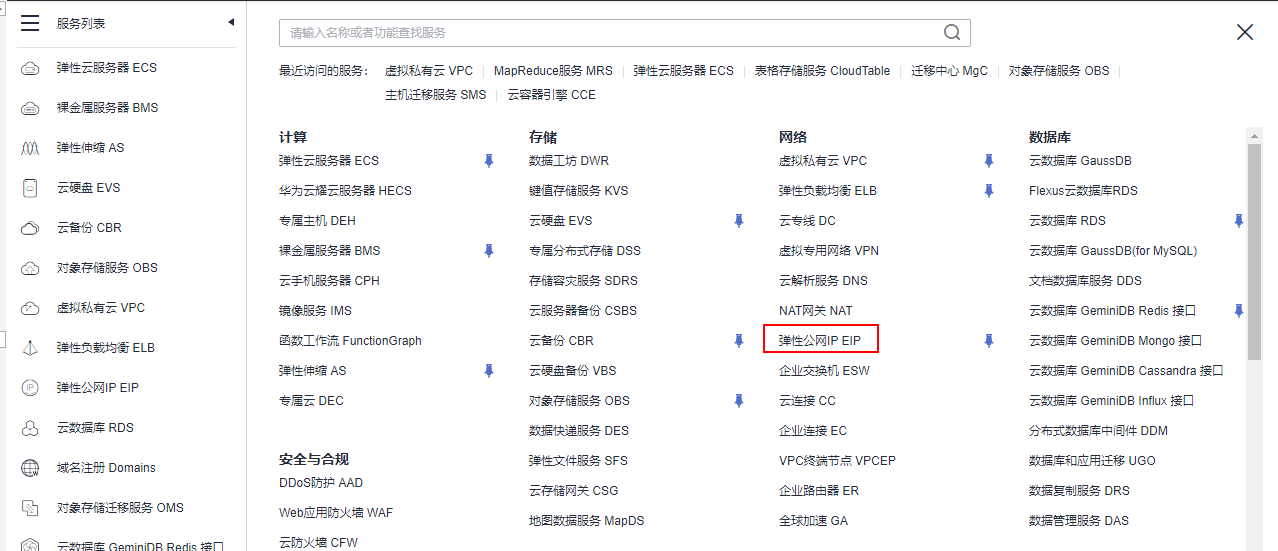 服务列表
弹性云服务器 ECS
裸金属服务器 BMS
弹性伸缩 AS
云硬盘 EVS
云备份 CBR
对象存储服务 OBS
虚拟私有云 VPC
弹性负载均衡 ELB
弹性公网IP EIP
云数据库 RDS
域名注册 Domains
对象存储迁移服务 OMS
云数据库 GeminiDB Redis 接口
请输入名称或者功能查找服务
最近访问的服务： 虚拟私有云 VPC MapReduce服务 MRS 弹性云服务器 ECS 表格存储服务 CloudTable 迁移中心 MgC 对象存储服务 OBS
主机迁移服务 SMS 云容器引擎 CCE
计算
弹性云服务器 ECS
华为云耀云服务器 HECS
专属主机 DEH
裸金属服务器 BMS
云手机服务器 CPH
镜像服务 IMS
函数工作流 FunctionGraph
弹性伸缩 AS
专属云 DEC
安全与合规
DDoS防护 AAD
Web应用防火墙 WAF
云防火墙 CFW
存储
数据工坊 DWR
键值存储服务 KVS
云硬盘 EVS
专属分布式存储 DSS
存储容灾服务 SDRS
云服务器备份 CSBS
云备份 CBR
云硬盘备份 VBS
对象存储服务 OBS
数据快递服务 DES
弹性文件服务 SFS
云存储网关 CSG
地图数据服务 MapDS
网络
虚拟私有云 VPC
弹性负载均衡 ELB
云专线 DC
虚拟专用网络 VPN
云解析服务 DNS
NAT网关 NAT
弹性公网IP EIP
企业交换机 ESW
云连接 CC
企业连接 EC
VPC终端节点 VPCEP
企业路由器 ER
全球加速 GA
数据库
云数据库 GaussDB
Flexus云数据库RDS
云数据库 RDS
云数据库 GaussDB(for MySQL)
文档数据库服务 DDS
云数据库 GeminiDB Redis 接口
云数据库 GeminiDB Mongo 接口
云数据库 GeminiDB Cassandra 接口
云数据库 GeminiDB Influx 接口
分布式数据库中间件 DDM
数据库和应用迁移 UGO
数据复制服务 DRS
数据管理服务 DAS